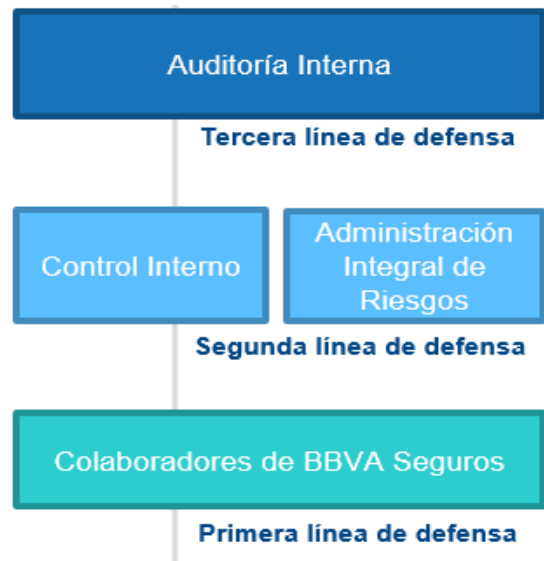 Auditoría Interna
Tercera línea de defensa
Control Interno
Administración
Integral de
Riesgos
Segunda línea de defensa
Colaboradores de BBVA Seguros
Primera línea de defensa